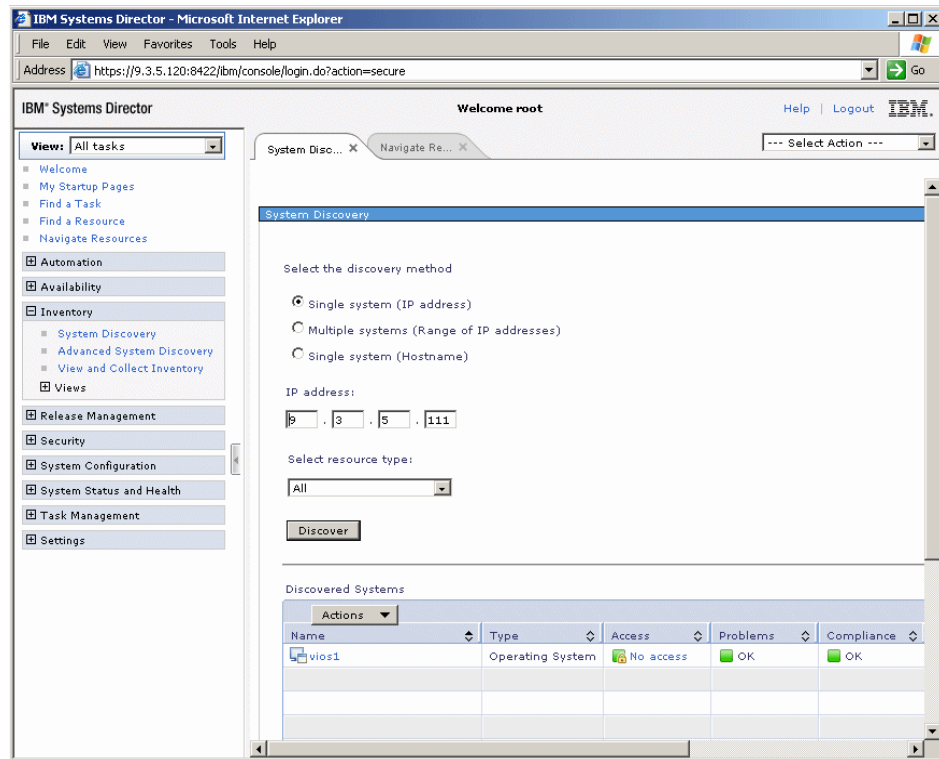 IBM Systems Director - Microsoft Internet Explorer
File Edit View Favorites Tools Help
Address https://9.3.5.120:8422/ibm/console/login.do?action=secure Go
IBM® Systems Director Welcome root Help | Logout IBM.
View: All tasks
System Disc... X Navigate Re... X --- Select Action ---
Welcome
My Startup Pages
Find a Task
Find a Resource
Navigate Resources
Automation
Availability
Inventory
System Discovery
Advanced System Discovery
View and Collect Inventory
Views
Release Management
Security
System Configuration
System Status and Health
Task Management
Settings
System Discovery
Select the discovery method
Single system (IP address)
Multiple systems (Range of IP addresses)
Single system (Hostname)
IP address:
9 . 3 . 5 . 111
Select resource type:
All
Discover
Discovered Systems
Actions
Name Type Access Problems Compliance
vios1 Operating System No access OK OK